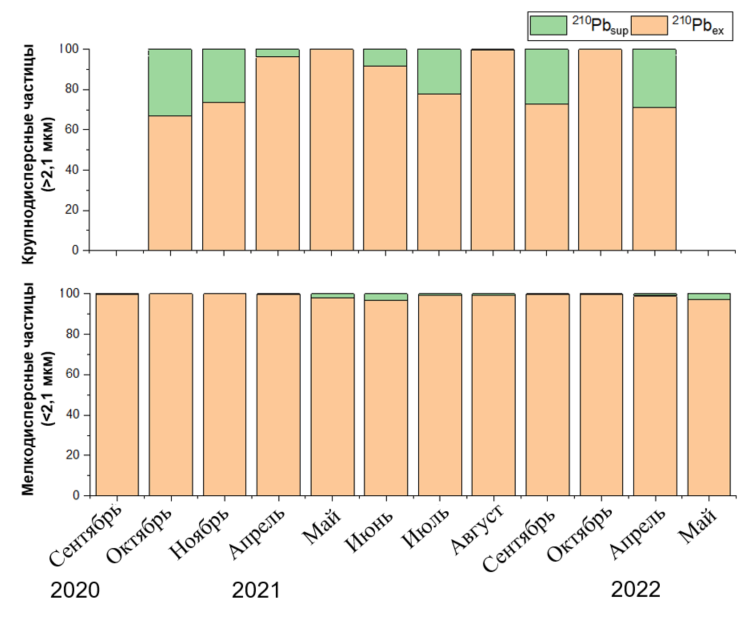 210Pbsup 210Pbex
Крупнодисперсные частицы
(>2,1 мкм)
100
80
60
40
20
0
Мелкодисперсные частицы
(<2,1 мкм)
100
80
60
40
20
0
Сентябрь Октябрь Ноябрь Апрель Май Июнь Июль Август Сентябрь Октябрь Апрель Май
2020 2021 2022